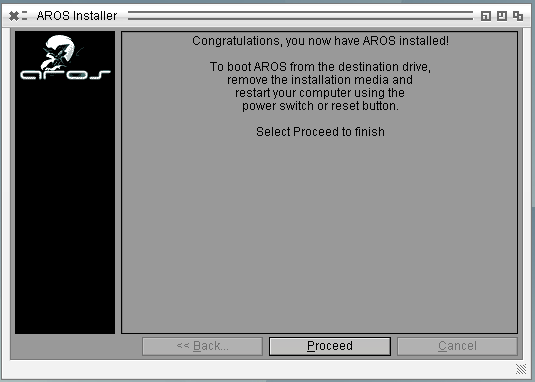 AROS Installer
aros
Congratulations, you now have AROS installed!
To boot AROS from the destination drive,
remove the installation media and
restart your computer using the
power switch or reset button.
Select Proceed to finish
<< Back...
Proceed
Cancel